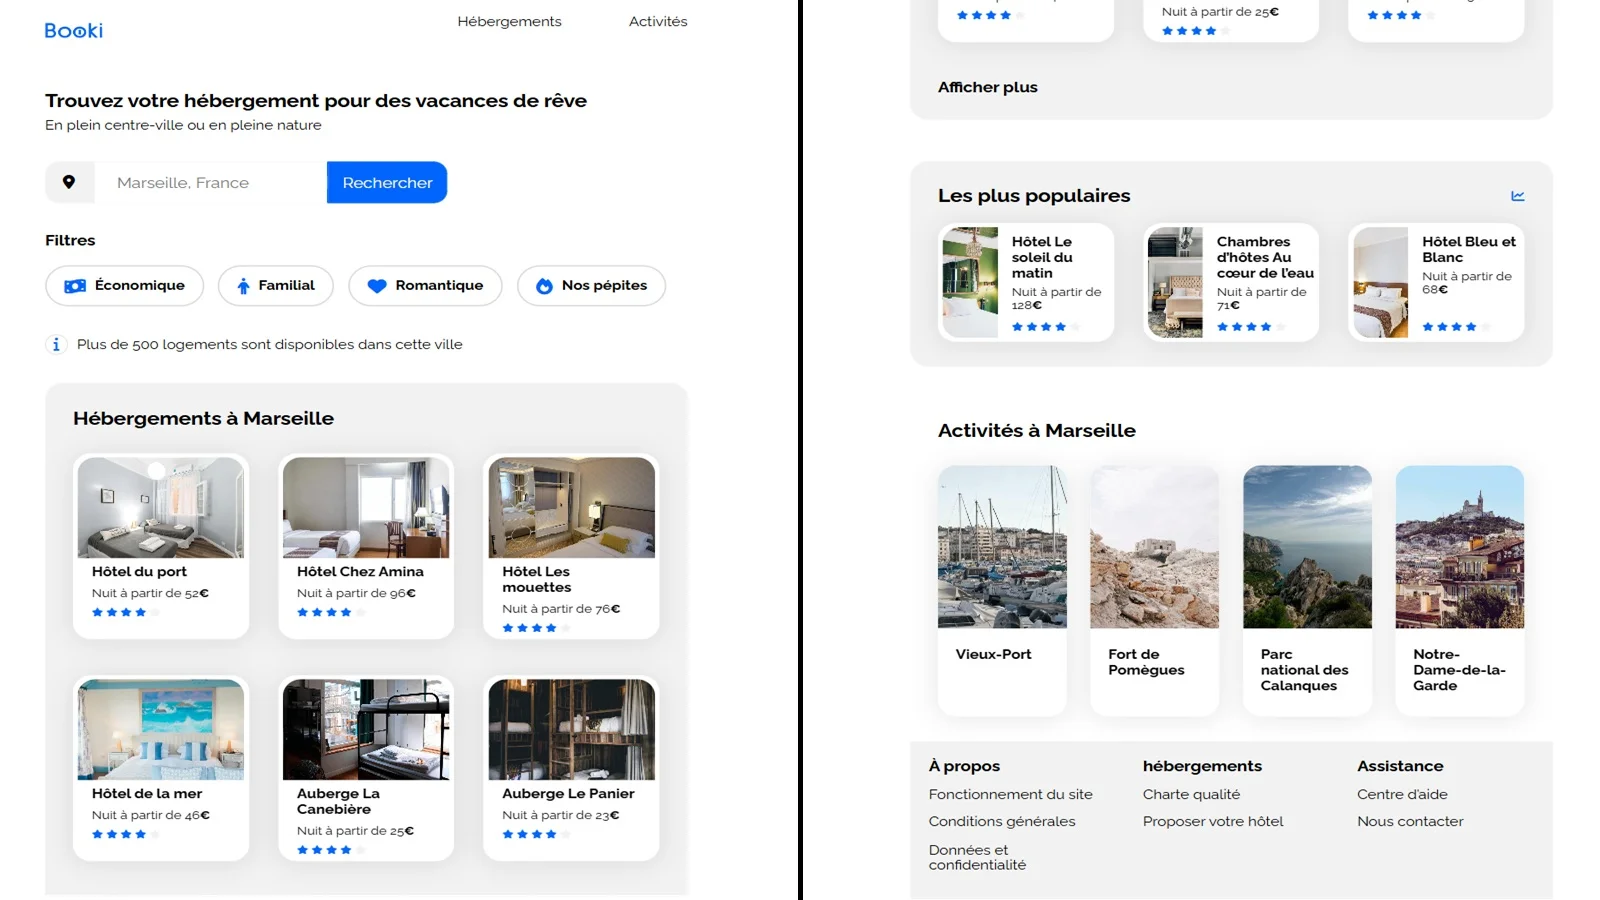 Booki
Hébergements
Activités
Trouvez votre hébergement pour des vacances de rêve
En plein centre-ville ou en pleine nature
Marseille, France
Rechercher
Filtres
Économique
Familial
Romantique
Nos pépites
Plus de 500 logements sont disponibles dans cette ville
Hébergements à Marseille
Hôtel du port
Nuit à partir de 52€
Hôtel Chez Amina
Nuit à partir de 96€
Hôtel Les
mouettes
Nuit à partir de 76€
Hôtel de la mer
Nuit à partir de 46€
Auberge La
Canebière
Nuit à partir de 25€
Auberge Le Panier
Nuit à partir de 23€
Nuit à partir de 25€
Afficher plus
Les plus populaires
Hôtel Le
soleil du
matin
Nuit à partir de
128€
Chambres
d'hôtes Au
cœur de l'eau
Nuit à partir de
71€
Hôtel Bleu et
Blanc
Nuit à partir de
68€
Activités à Marseille
Vieux-Port
Fort de
Pomègues
Parc
national des
Calanques
Notre-
Dame-de-la-
Garde
À propos
Fonctionnement du site
Conditions générales
Données et
confidentialité
hébergements
Charte qualité
Proposer votre hôtel
Assistance
Centre d'aide
Nous contacter